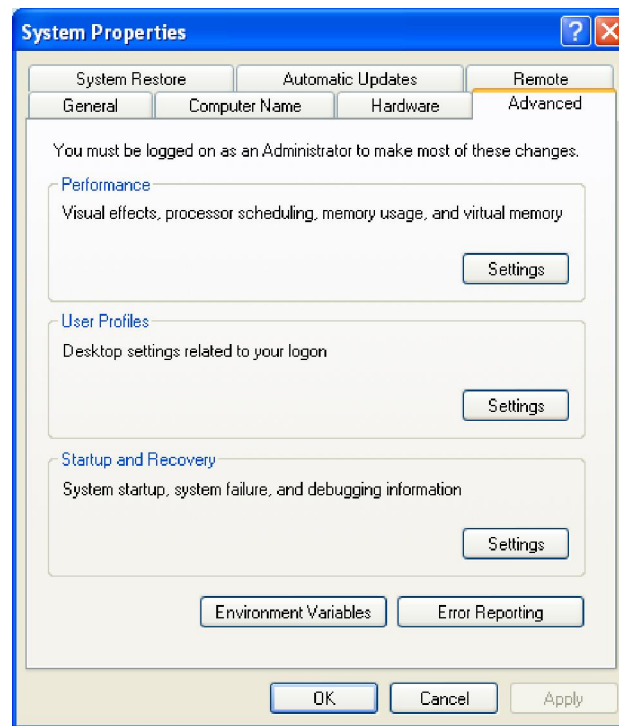 System Properties
System Restore Automatic Updates Remote
General Computer Name Hardware Advanced
You must be logged on as an Administrator to make most of these changes.
Performance
Visual effects, processor scheduling, memory usage, and virtual memory
Settings
User Profiles
Desktop settings related to your logon
Settings
Startup and Recovery
System startup, system failure, and debugging information
Settings
Environment Variables Error Reporting
OK Cancel Apply